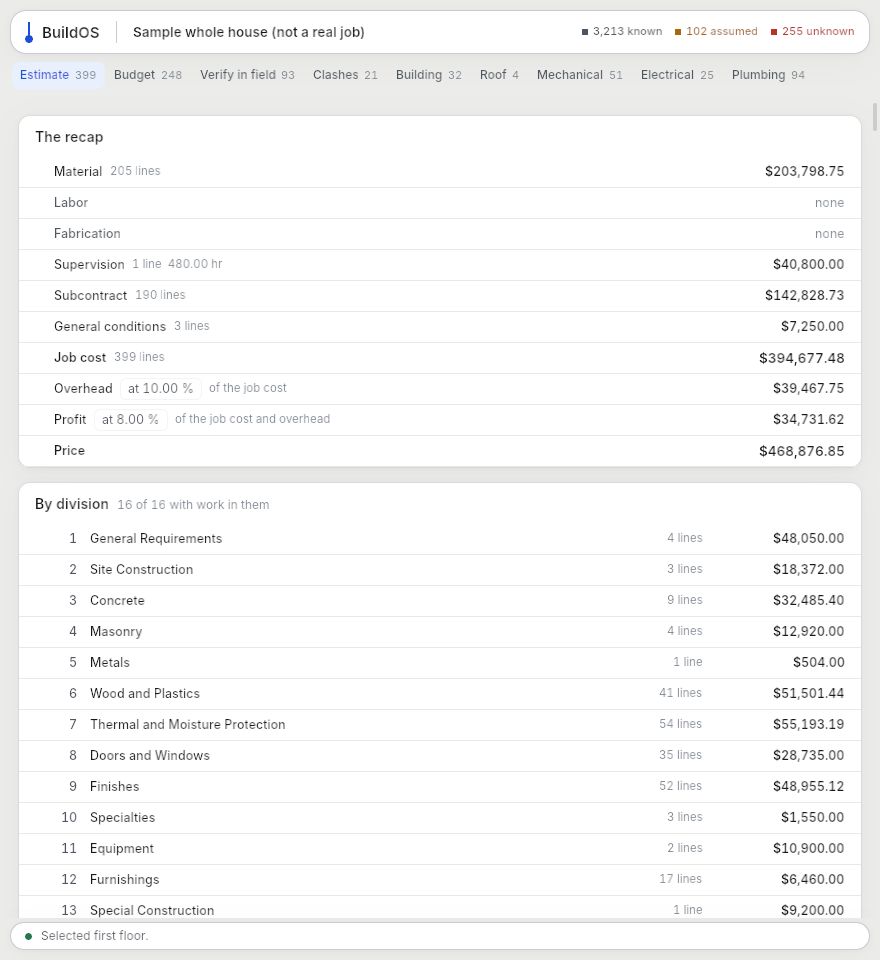 BuildOS Sample whole house (not a real job) 3,213 known 102 assumed 255 unknown
Estimate 399 Budget 248 Verify in field 93 Clashes 21 Building 32 Roof 4 Mechanical 51 Electrical 25 Plumbing 94
The recap
Material 205 lines $203,798.75
Labor none
Fabrication none
Supervision 1 line 480.00 hr $40,800.00
Subcontract 190 lines $142,828.73
General conditions 3 lines $7,250.00
Job cost 399 lines $394,677.48
Overhead at 10.00 % of the job cost $39,467.75
Profit at 8.00 % of the job cost and overhead $34,731.62
Price $468,876.85
By division 16 of 16 with work in them
1 General Requirements 4 lines $48,050.00
2 Site Construction 3 lines $18,372.00
3 Concrete 9 lines $32,485.40
4 Masonry 4 lines $12,920.00
5 Metals 1 line $504.00
6 Wood and Plastics 41 lines $51,501.44
7 Thermal and Moisture Protection 54 lines $55,193.19
8 Doors and Windows 35 lines $28,735.00
9 Finishes 52 lines $48,955.12
10 Specialties 3 lines $1,550.00
11 Equipment 2 lines $10,900.00
12 Furnishings 17 lines $6,460.00
13 Special Construction 1 line $9,200.00
Selected first floor.